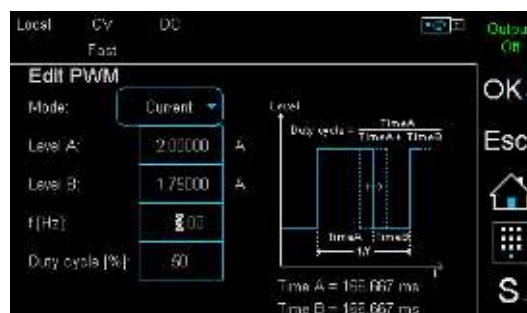 Local CV DC
Fast
Output
Off
Edit PWM
OK
Mode: Current
Level
Duty cycle = TimeA
TimeA + TimeB
Level A: 2.00000 A
Esc
Level B: 1.75000 A
f [Hz]:
TimeA TimeB
1/f
Duty cycle [%]: 50
Time A = 166.667 ms
Time B = 166.667 ms
S